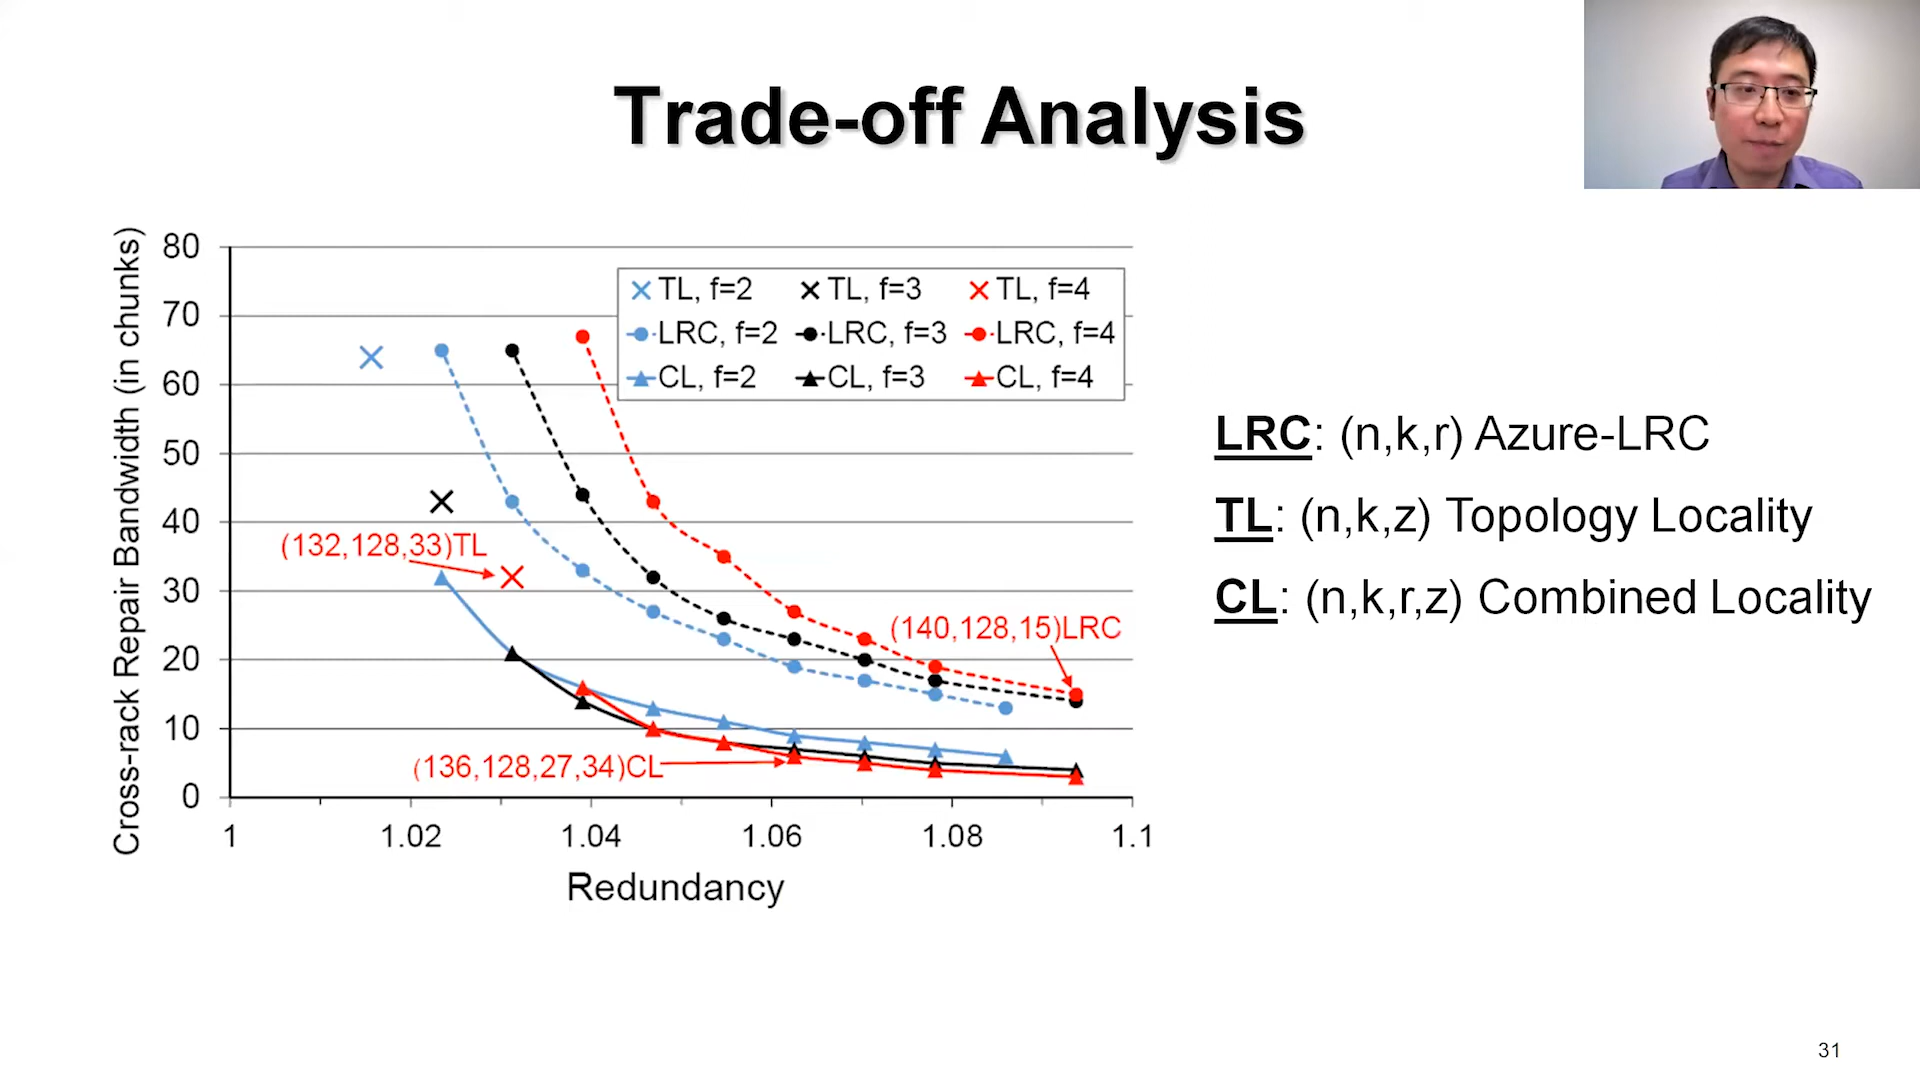 Trade-off Analysis
Cross-rack Repair Bandwidth (in chunks)
80
70
60
50
40
30
20
10
0
TL, f=2 TL, f=3 TL, f=4
LRC, f=2 LRC, f=3 LRC, f=4
CL, f=2 CL, f=3 CL, f=4
(132,128,33)TL
(140,128,15)LRC
(136,128,27,34)CL
1 1.02 1.04 1.06 1.08 1.1
Redundancy
LRC: (n,k,r) Azure-LRC
TL: (n,k,z) Topology Locality
CL: (n,k,r,z) Combined Locality
31